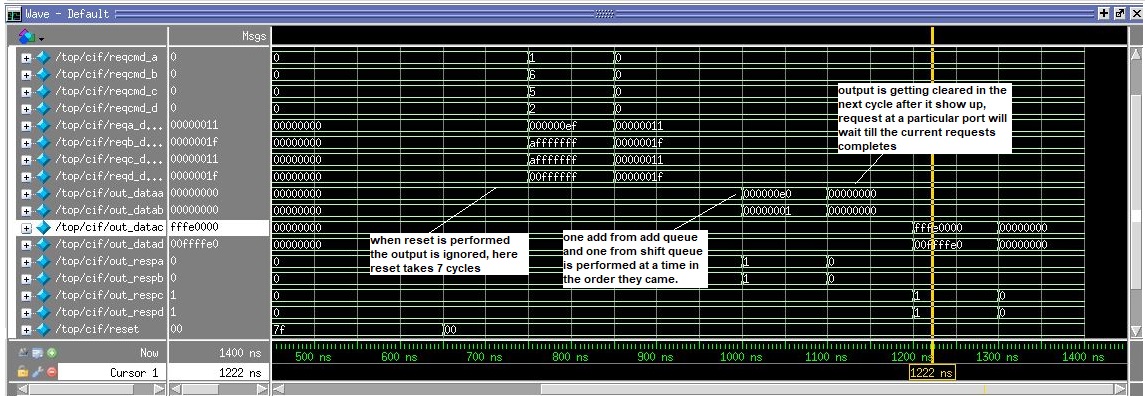 Wave - Default
Msgs
/top/cif/reqcmd_a 0 0 1 0
/top/cif/reqcmd_b 0 0 6 0
/top/cif/reqcmd_c 0 0 5 0
/top/cif/reqcmd_d 0 0 2 0
/top/cif/reqa_d... 00000011 00000000 000000ef 00000011
/top/cif/reqb_d... 0000001f 00000000 afffffff 0000001f
/top/cif/reqc_d... 00000011 00000000 afffffff 00000011
/top/cif/reqd_d... 0000001f 00000000 00ffffff 0000001f
/top/cif/out_dataa 00000000 00000000 000000e0 00000000
/top/cif/out_datab 00000000 00000000 00000001 00000000
/top/cif/out_datac fffe0000 00000000 fffe0000 00000000
/top/cif/out_datad 00ffffe0 00000000 00ffffe0 00000000
/top/cif/out_respa 0 0 1 0
/top/cif/out_respb 0 0 1 0
/top/cif/out_respc 1 0 1 0
/top/cif/out_respd 1 0 1 0
/top/cif/reset 00 7f 00
output is getting cleared in the
next cycle after it show up,
request at a particular port will
wait till the current requests
completes
when reset is performed
the output is ignored, here
reset takes 7 cycles
one add from add queue
and one from shift queue
is performed at a time in
the order they came.
Now 1400 ns 500 ns 600 ns 700 ns 800 ns 900 ns 1000 ns 1100 ns 1200 ns 1300 ns 1400 ns
Cursor 1 1222 ns 1222 ns